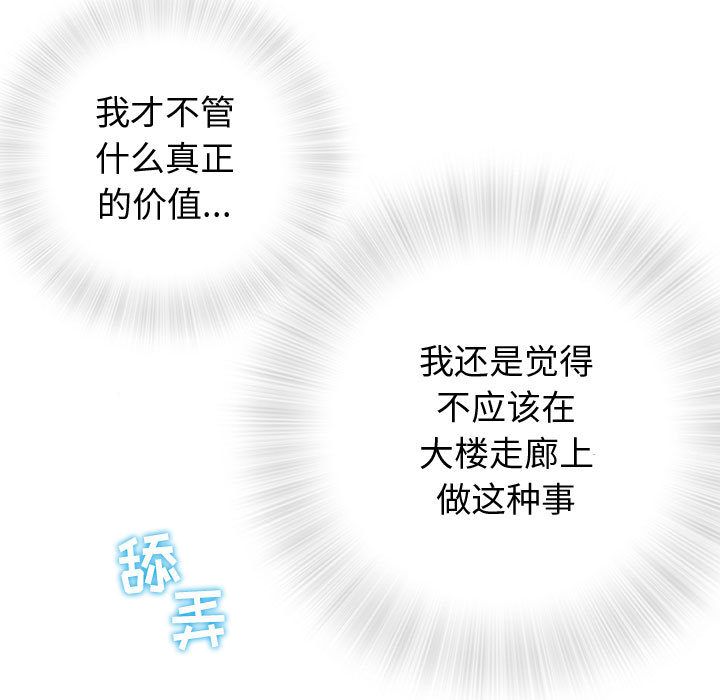 我才不管
什么真正
的价值...
我还是觉得
不应该在
大楼走廊上
做这种事
舔
弄